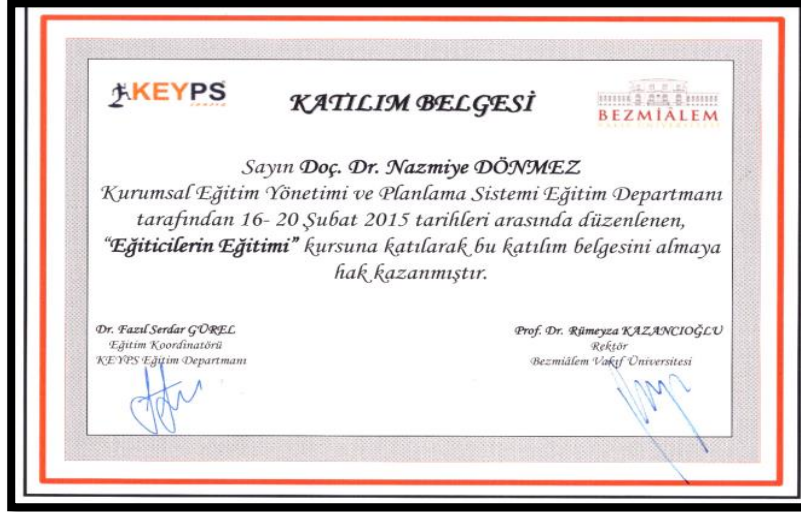 KEYPS
KATILIM BELGESİ
BEZMİÂLEM
Sayın Doç. Dr. Nazmiye DÖNMEZ
Kurumsal Eğitim Yönetimi ve Planlama Sistemi Eğitim Departmanı
tarafından 16- 20 Şubat 2015 tarihleri arasında düzenlenen,
"Eğiticilerin Eğitimi" kursuna katılarak bu katılım belgesini almaya
hak kazanmıştır.
Dr. Fazıl Serdar GÜREL
Eğitim Koordinatörü
KEYPS Eğitim Departmanı
Prof. Dr. Rümeyza KAZANCIOĞLU
Rektör
Bezmiâlem Vakıf Üniversitesi